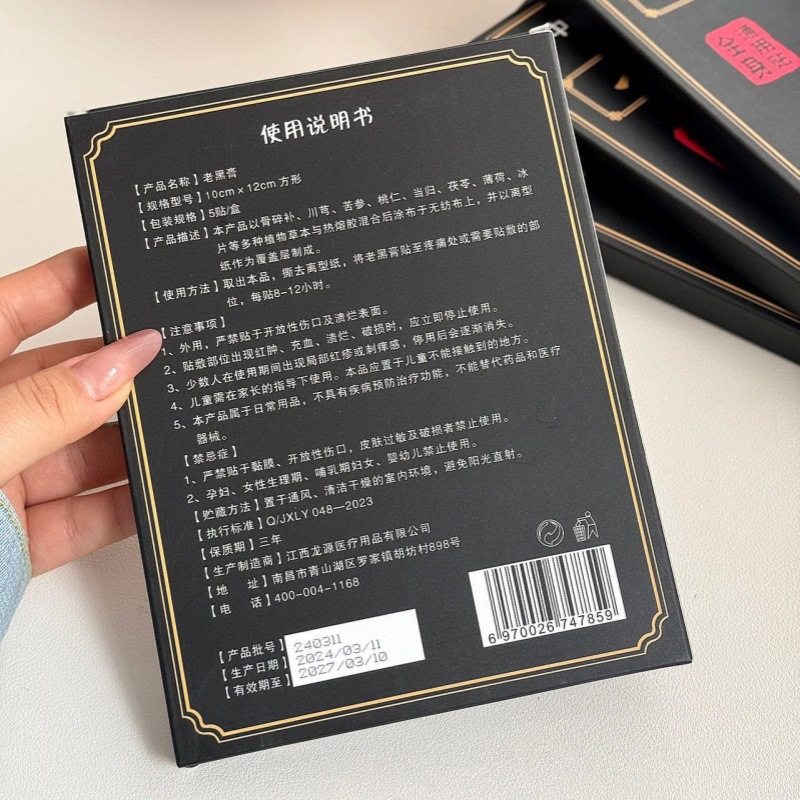 使用说明书
【产品名称】老黑膏
【规格型号】10cm×12cm 方形
【包装规格】5贴/盒
【产品描述】本产品以骨碎补、川芎、苦参、桃仁、当归、茯苓、薄荷、冰
片等多种植物草本与热熔胶混合后涂布于无纺布上，并以离型
纸作为覆盖层制成。
【使用方法】取出本品，撕去离型纸，将老黑膏贴至疼痛处或需要贴敷的部
位，每贴8-12小时。
【注意事项】
1、外用，严禁贴于开放性伤口及溃烂表面。
2、贴敷部位出现红肿、充血、溃烂、破损时，应立即停止使用。
3、少数人在使用期间出现局部红疹或刺痒感，停用后会逐渐消失。
4、儿童需在家长的指导下使用。本品应置于儿童不能接触到的地方。
5、本产品属于日常用品，不具有疾病预防治疗功能，不能替代药品和医疗
器械。
【禁忌症】
1、严禁贴于黏膜、开放性伤口，皮肤过敏及破损者禁止使用。
2、孕妇、女性生理期、哺乳期妇女、婴幼儿禁止使用。
【贮藏方法】置于通风、清洁干燥的室内环境，避免阳光直射。
【执行标准】Q/JXLY 048—2023
【保质期】三年
【生产制造商】江西龙源医疗用品有限公司
【地 址】南昌市青山湖区罗家镇胡坊村898号
【电 话】400-004-1168
【产品批号】240311
【生产日期】2024/03/11
【有效期至】2027/03/10
6 970026 747859